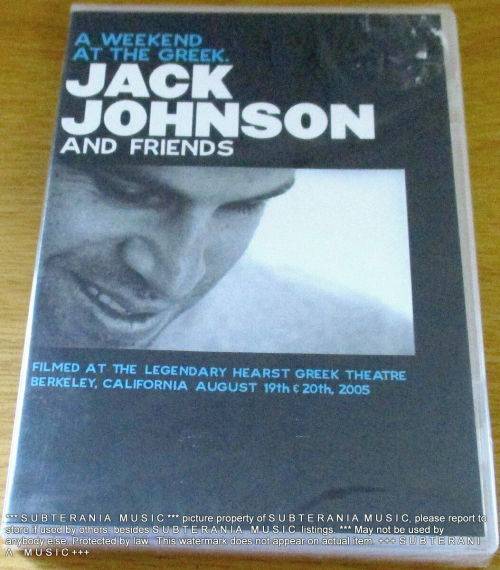 A WEEKEND
AT THE GREEK.
JACK
JOHNSON
AND FRIENDS
FILMED AT THE LEGENDARY HEARST GREEK THEATRE
BERKELEY, CALIFORNIA AUGUST 19th & 20th, 2005
*** S U B T E R A N I A   M U S I C *** picture property of S U B T E R A N I A  M U S I C, please report to
store if used by others  besides S U B T E R A N I A   M U S I C  listings  *** May not be used by
anybody else. Protected by law   This watermark does not appear on actual item  +++ S U B T E R A N I
A   M U S I C +++